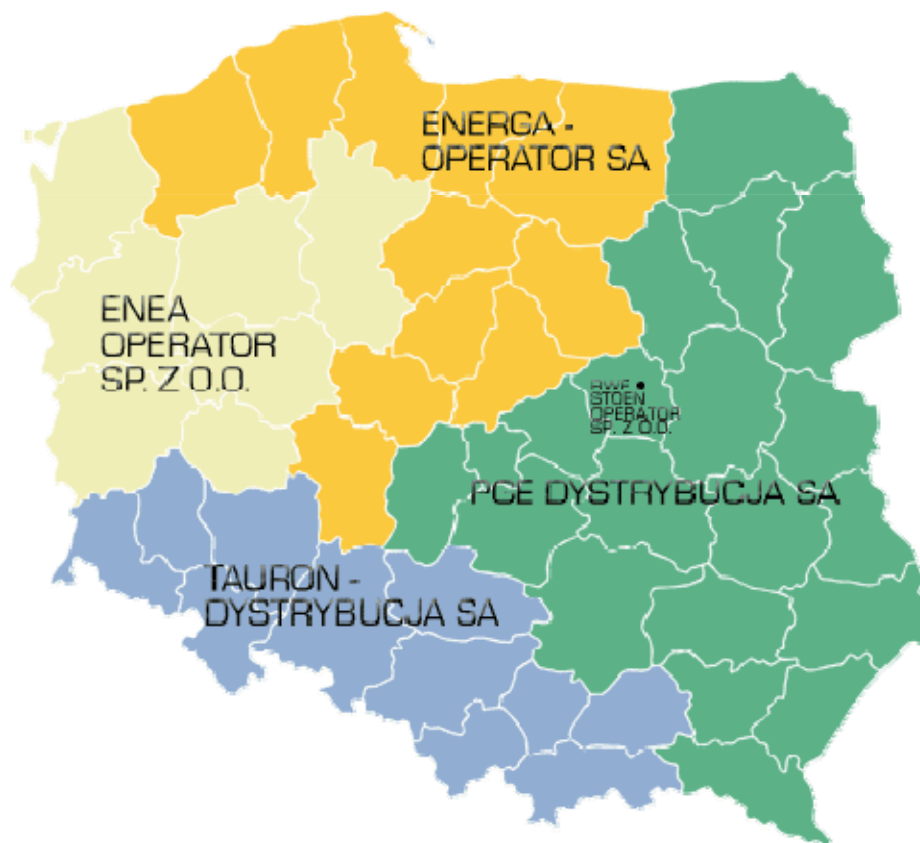 ENERGA -
OPERATOR SA
ENEA
OPERATOR
SP. Z O.O.
RWE
STOEN
OPERATOR
SP. Z O.O.
PGE DYSTRYBUCJA SA
TAURON -
DYSTRYBUCJA SA